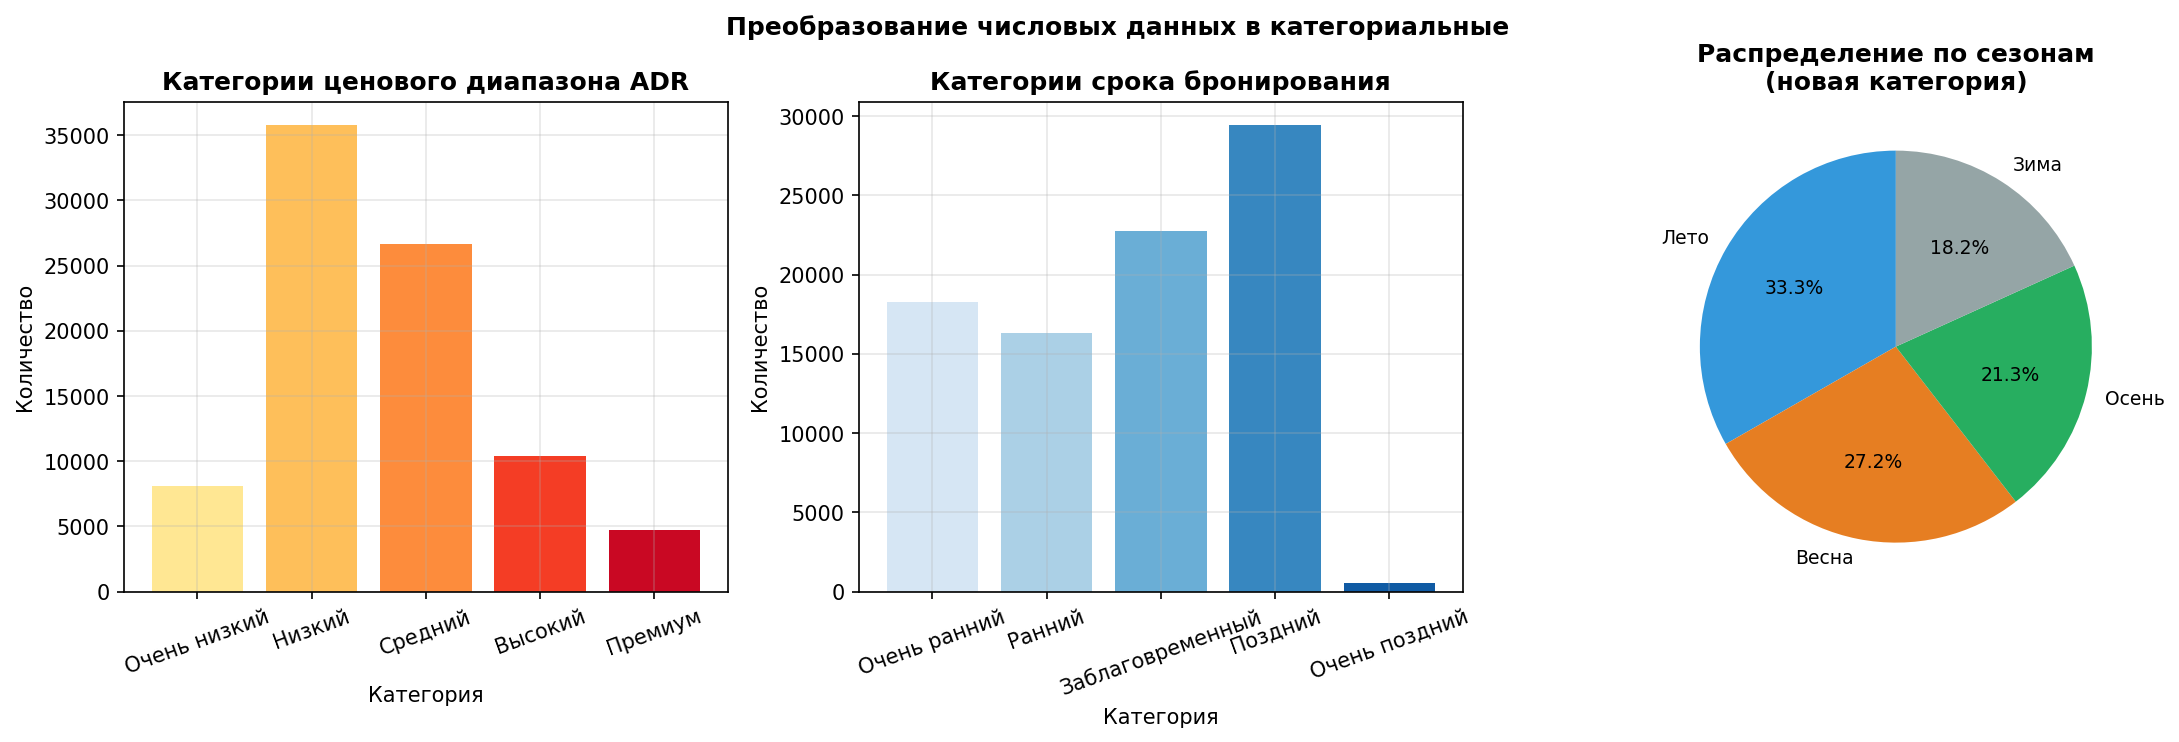 Преобразование числовых данных в категориальные
Категории ценового диапазона ADR
Количество
35000
30000
25000
20000
15000
10000
5000
0
Очень низкий
Низкий
Средний
Высокий
Премиум
Категория
Категории срока бронирования
Количество
30000
25000
20000
15000
10000
5000
0
Очень ранний
Ранний
Заблаговременный
Поздний
Очень поздний
Категория
Распределение по сезонам
(новая категория)
Зима
18.2%
Лето
33.3%
21.3%
Осень
27.2%
Весна